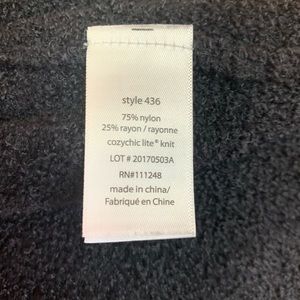 style 436
75% nylon
25% rayon / rayonne
cozychic lite® knit
LOT # 20170503A
RN#111248
made in china/
Fabriqué en Chine